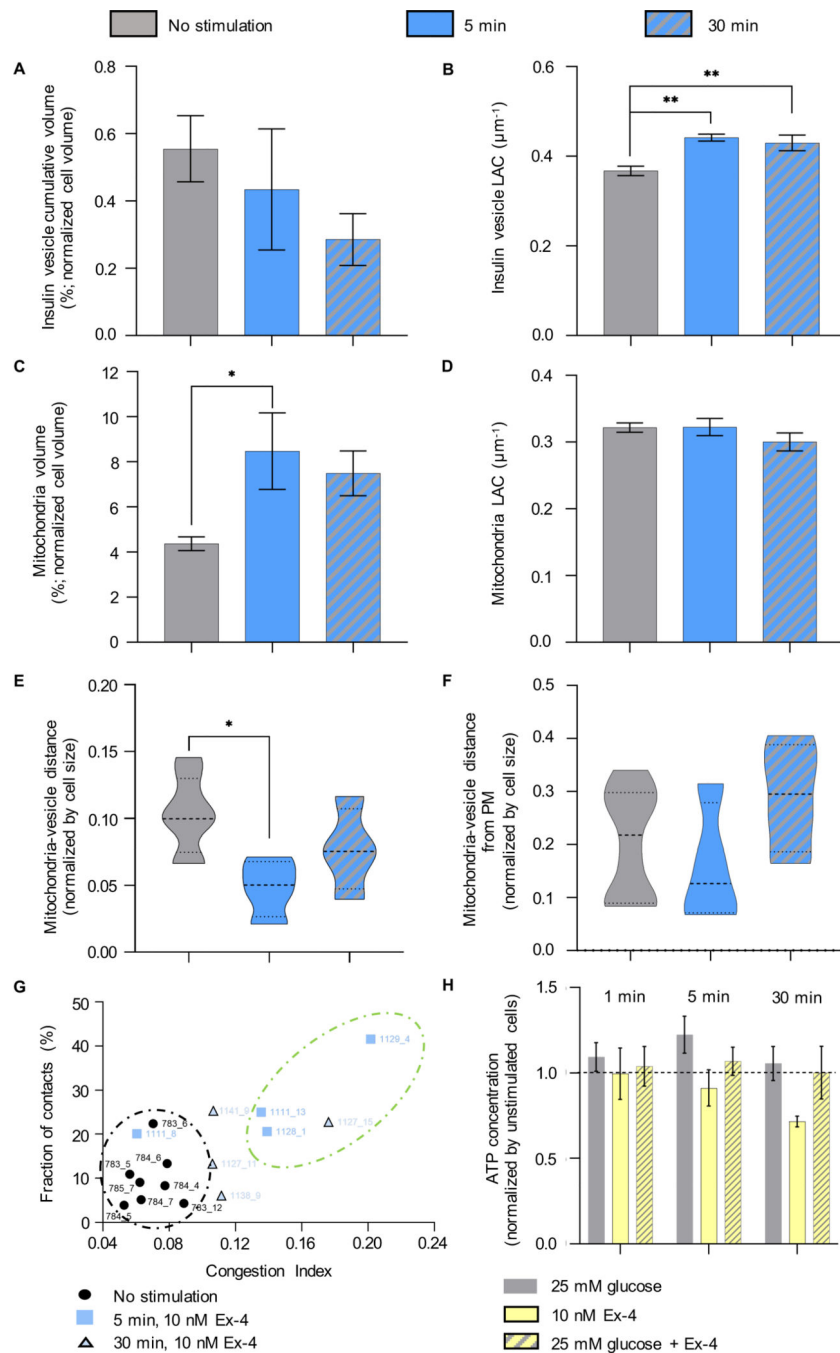 No stimulation
5 min
30 min
A
Insulin vesicle cumulative volume
(%; normalized cell volume)
0.8
0.6
0.4
0.2
0.0
B
Insulin vesicle LAC (µm⁻¹)
0.6
0.4
0.2
0.0
**
**
C
Mitochondria volume
(%; normalized cell volume)
12
10
8
6
4
2
0
*
D
Mitochondria LAC (µm⁻¹)
0.4
0.3
0.2
0.1
0.0
E
Mitochondria-vesicle distance
(normalized by cell size)
0.20
0.15
0.10
0.05
0.00
*
F
Mitochondria-vesicle distance
from PM
(normalized by cell size)
0.5
0.4
0.3
0.2
0.1
0.0
G
Fraction of contacts (%)
50
40
30
20
10
0
1129_4
1111_13
1128_1
1127_15
1141_9
783_6
1111_8
784_6
1127_11
783_5
785_7
784_4
784_7
1138_9
784_5
783_12
0.04
0.08
0.12
0.16
0.20
0.24
Congestion Index
No stimulation
5 min, 10 nM Ex-4
30 min, 10 nM Ex-4
H
ATP concentration
(normalized by unstimulated cells)
1.5
1.0
0.5
0.0
1 min
5 min
30 min
25 mM glucose
10 nM Ex-4
25 mM glucose + Ex-4